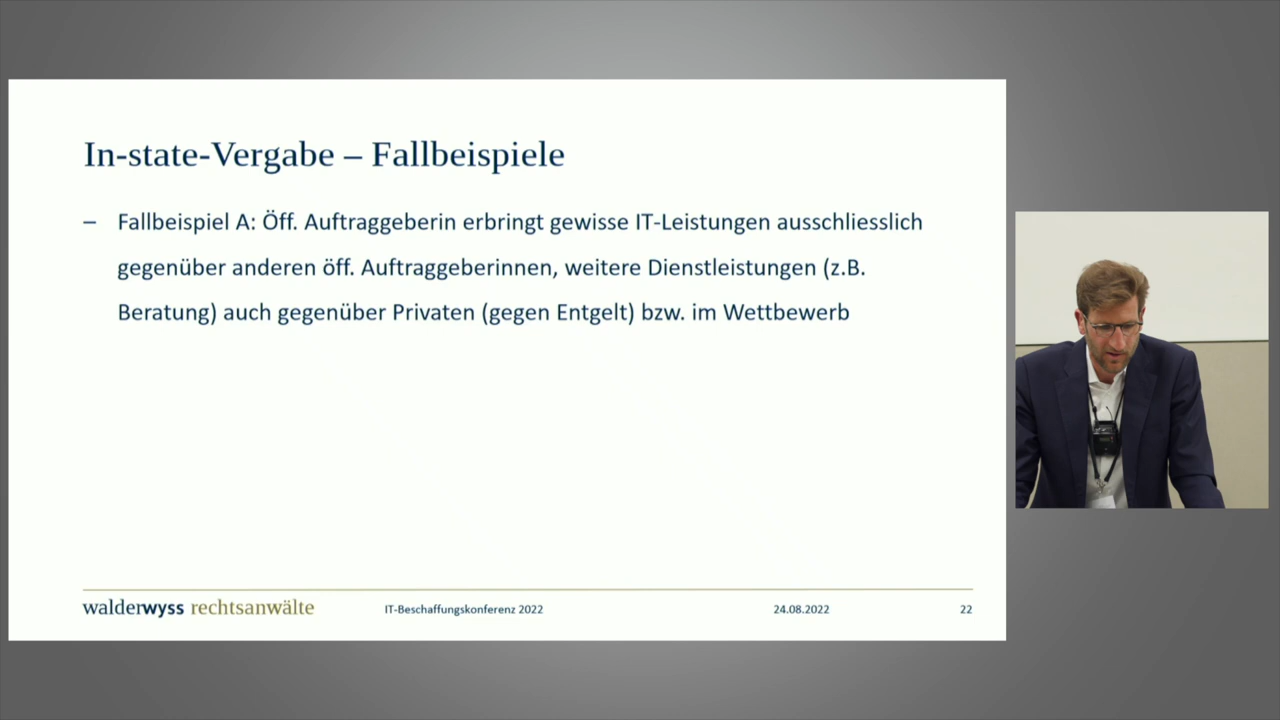 In-state-Vergabe – Fallbeispiele
– Fallbeispiel A: Öff. Auftraggeberin erbringt gewisse IT-Leistungen ausschliesslich
gegenüber anderen öff. Auftraggeberinnen, weitere Dienstleistungen (z.B.
Beratung) auch gegenüber Privaten (gegen Entgelt) bzw. im Wettbewerb
walderwyss rechtsanwälte IT-Beschaffungskonferenz 2022 24.08.2022 22